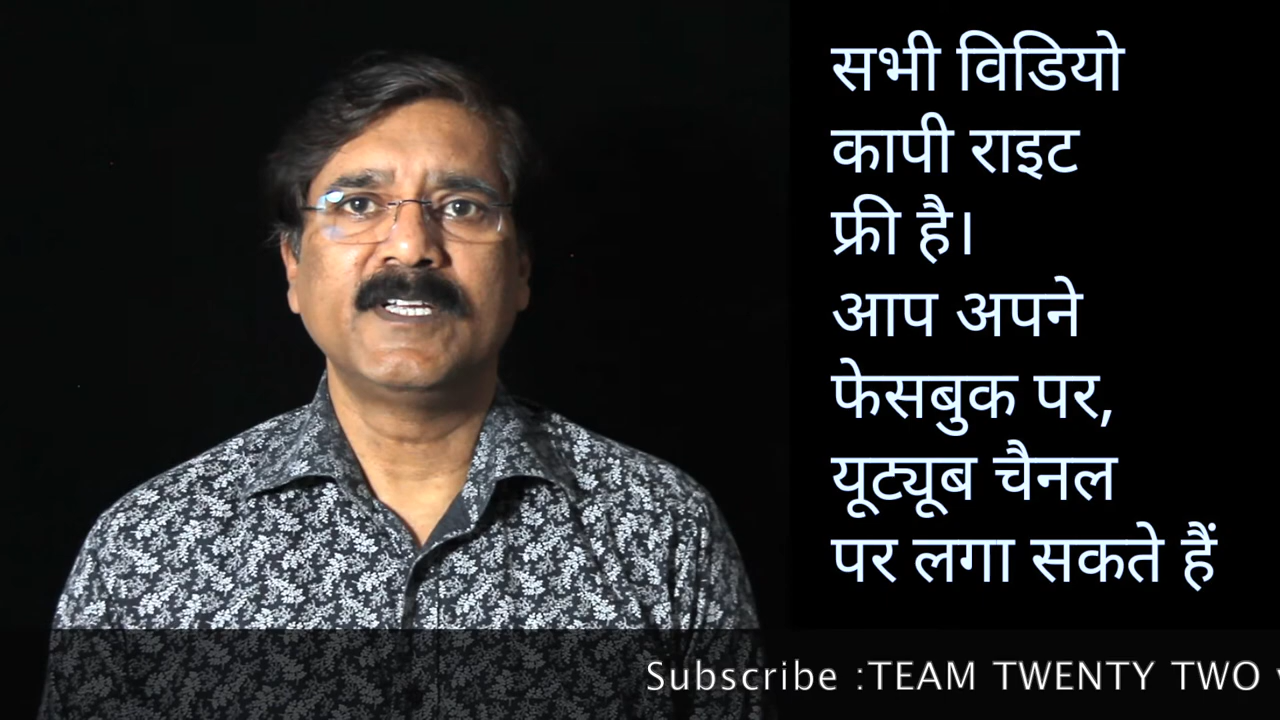 सभी विडियो
कापी राइट
फ्री है।
आप अपने
फेसबुक पर,
यूट्यूब चैनल
पर लगा सकते हैं
Subscribe :TEAM TWENTY TWO